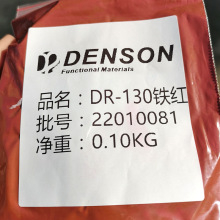 DENSON
Functional Materials
品名：DR-130铁红
批号：22010081
净重：0.10KG